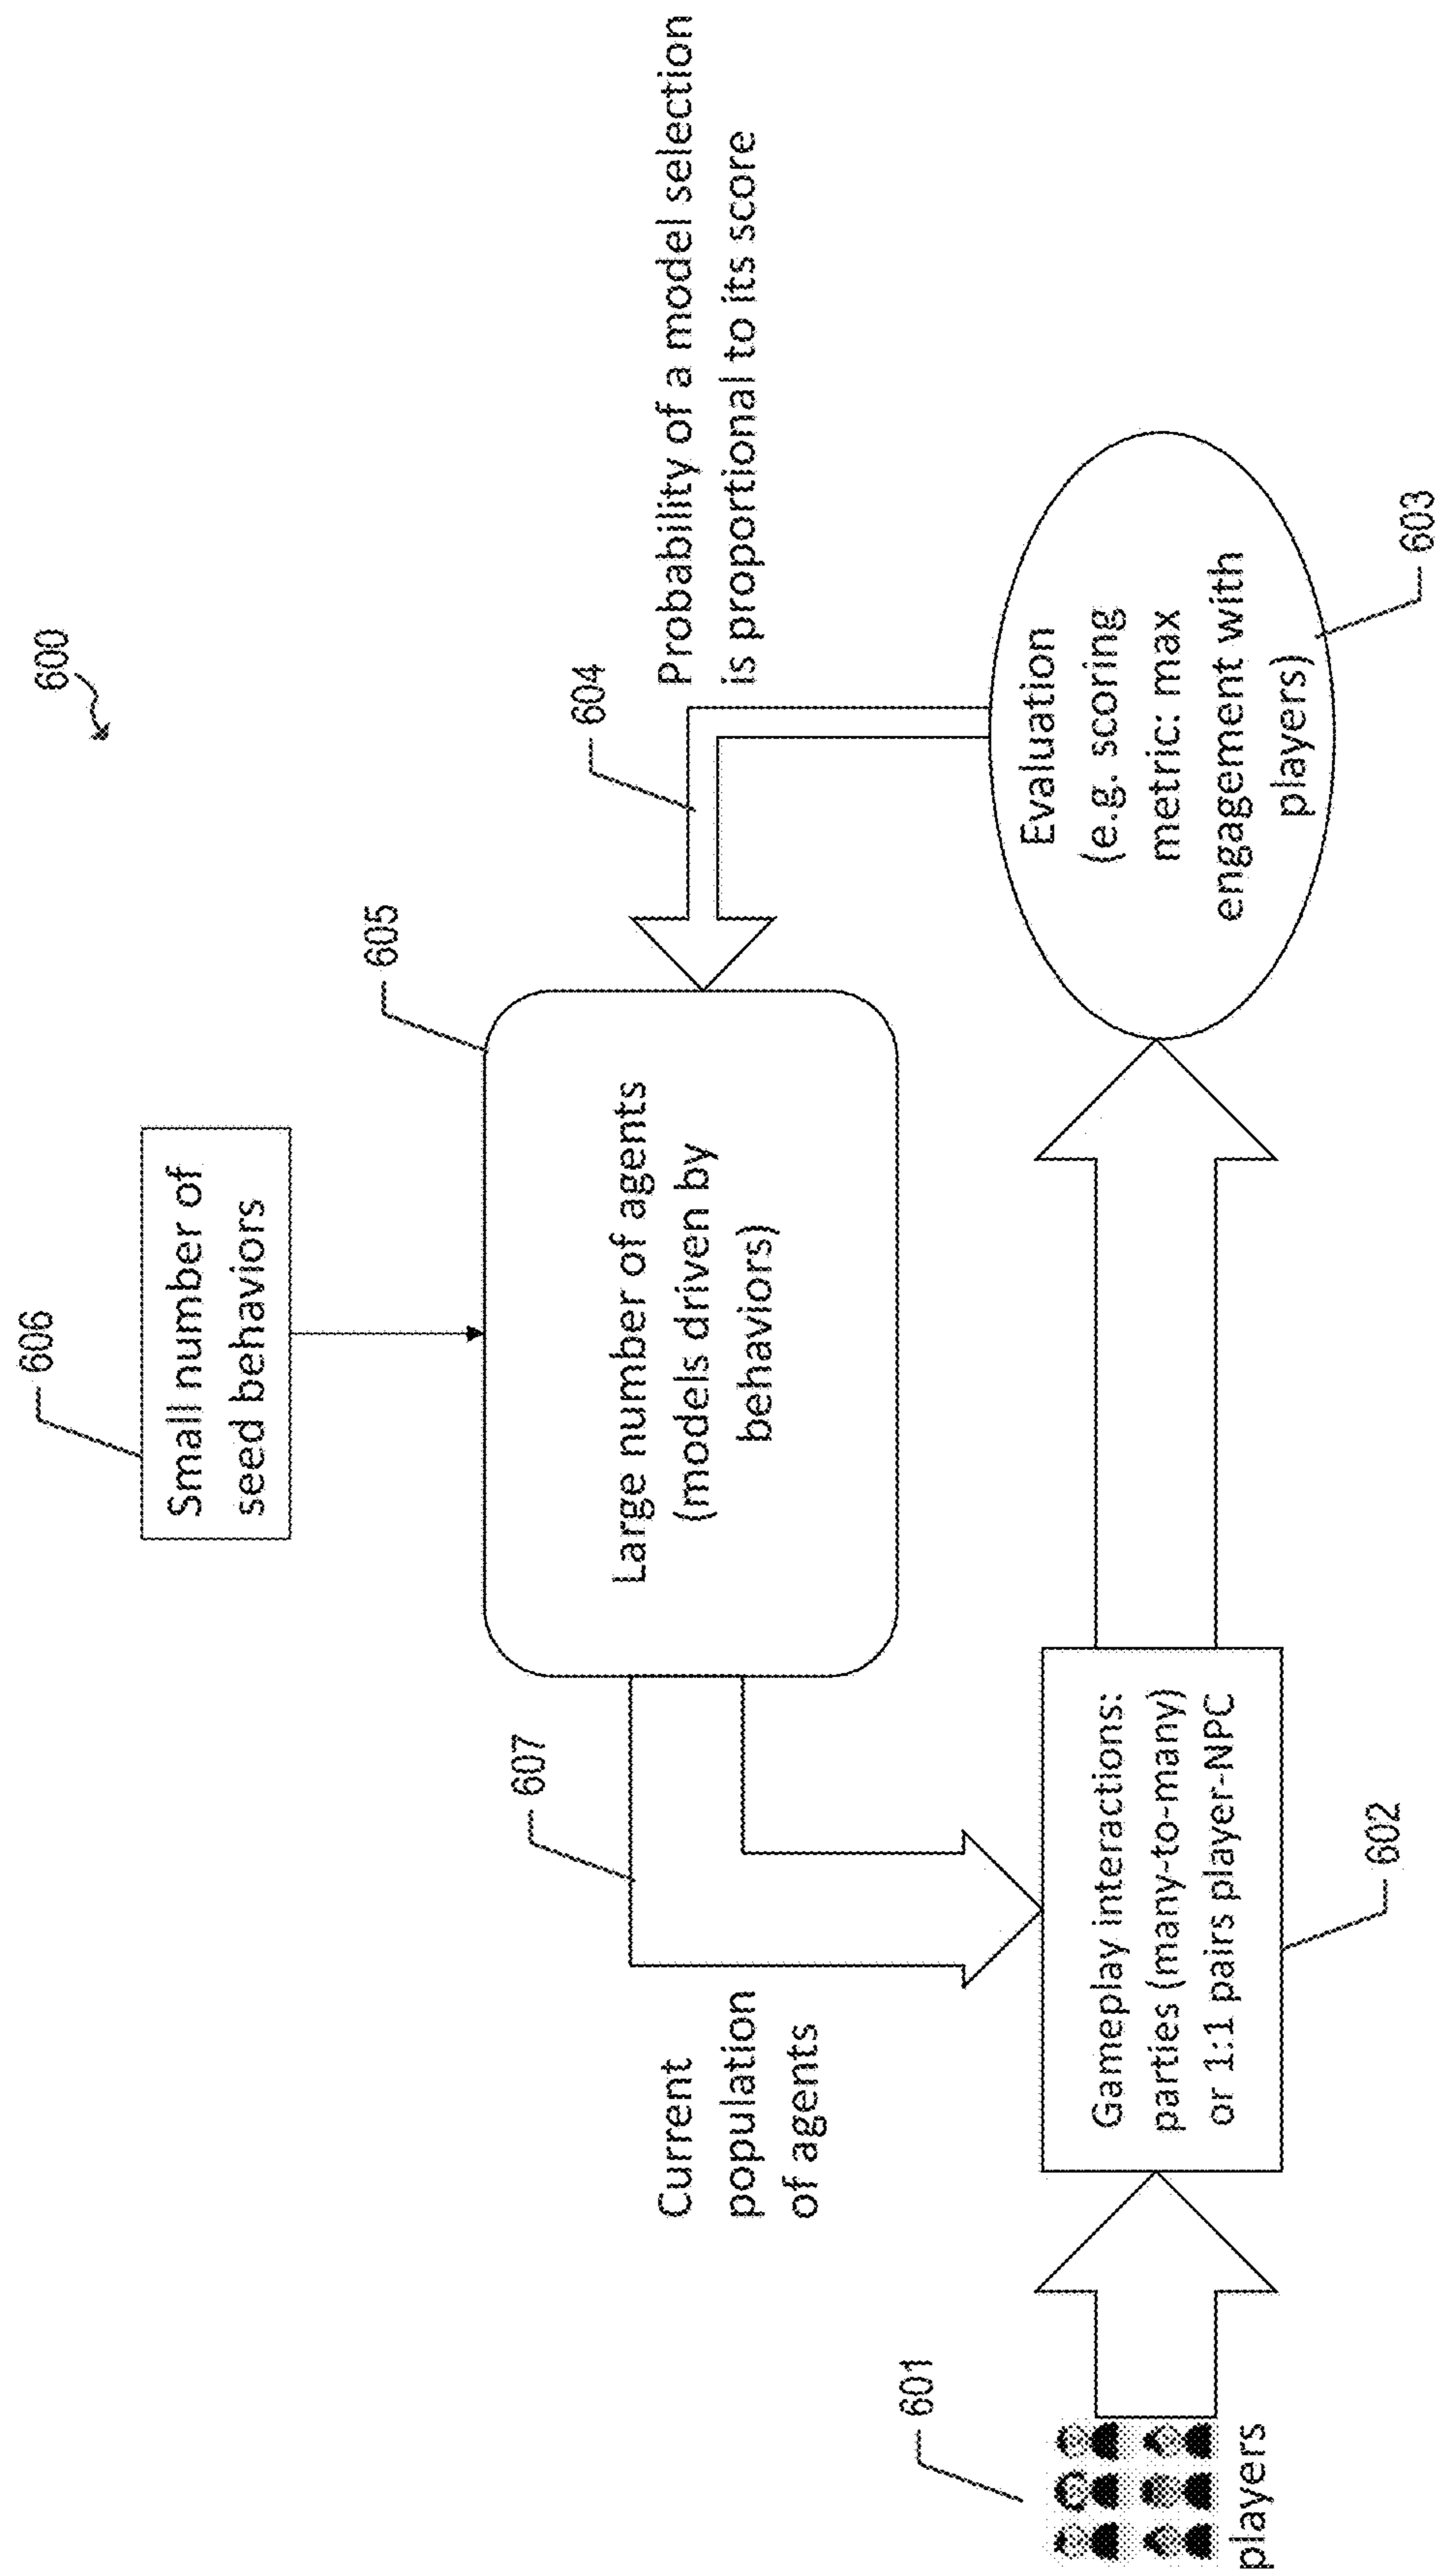 600
606
Small number of
seed behaviors
605
Large number of agents
(models driven by
behaviors)
604
Probability of a model selection
is proportional to its score
607
Current
population
of agents
601
players
Gameplay interactions:
parties (many-to-many)
or 1:1 pairs player-NPC
602
Evaluation
(e.g. scoring
metric: max
engagement with
players)
603